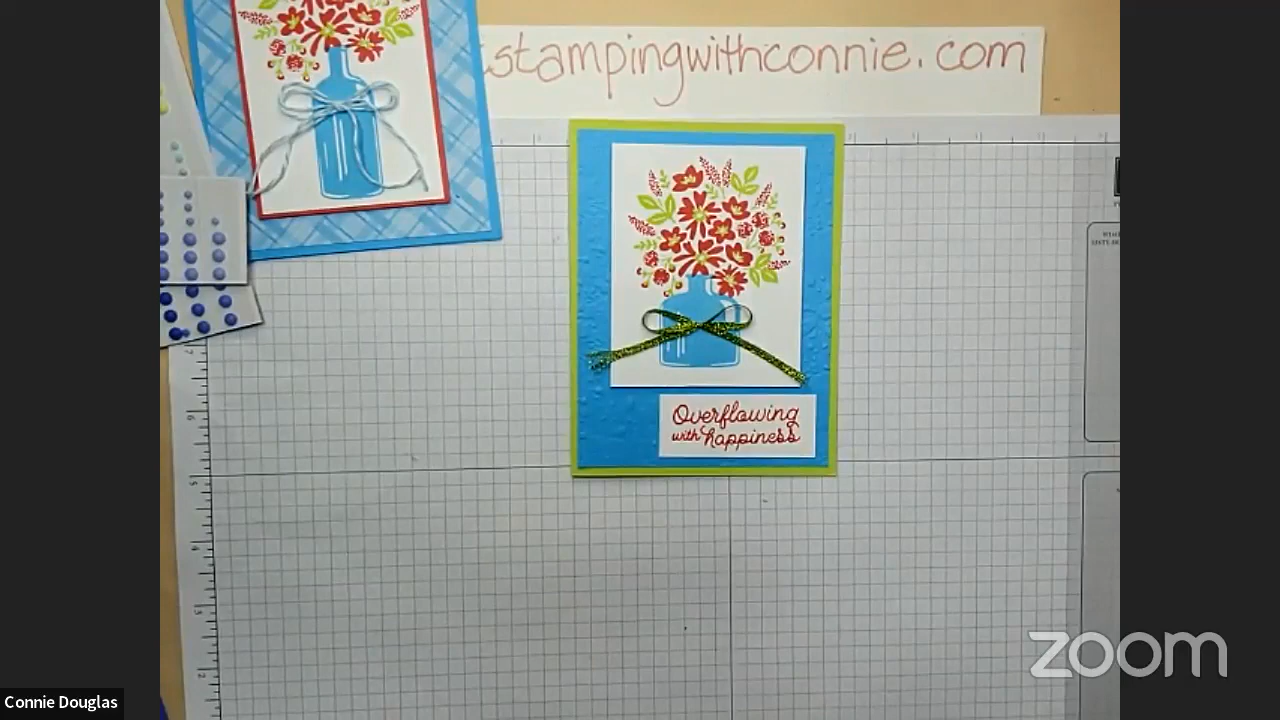 stampingwithconnie.com
Overflowing
with happiness
zoom
Connie Douglas